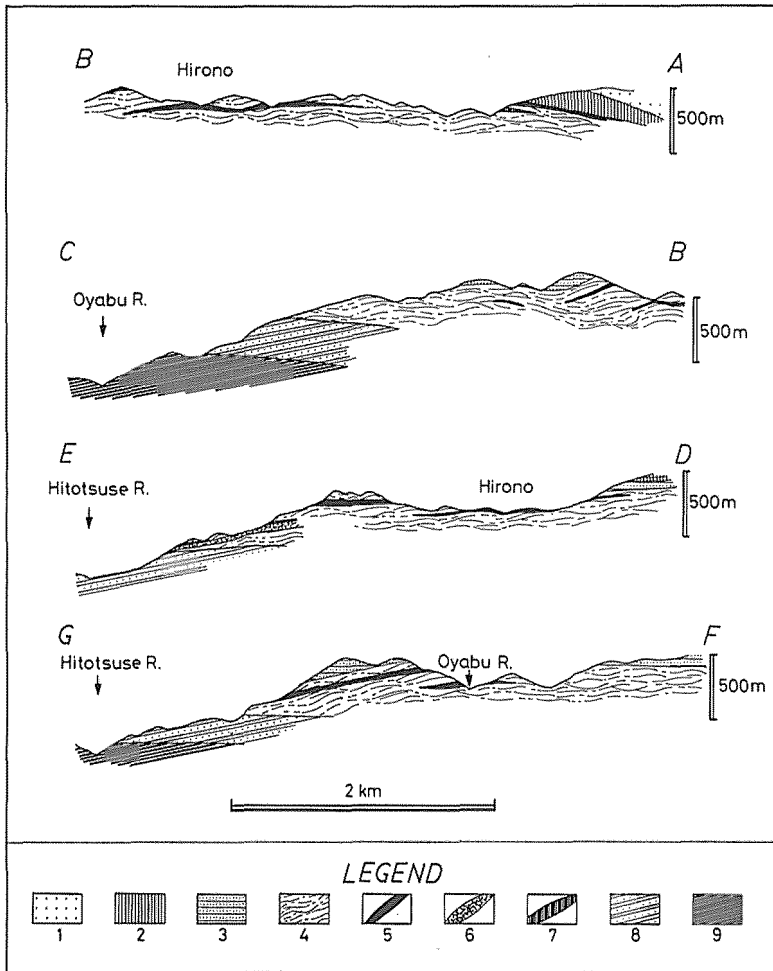 B Hirono A
500m
C B
Oyabu R.
500m
E D
Hitotsuse R. Hirono
500m
G F
Hitotsuse R. Oyabu R.
500m
2 km
LEGEND
1 2 3 4 5 6 7 8 9